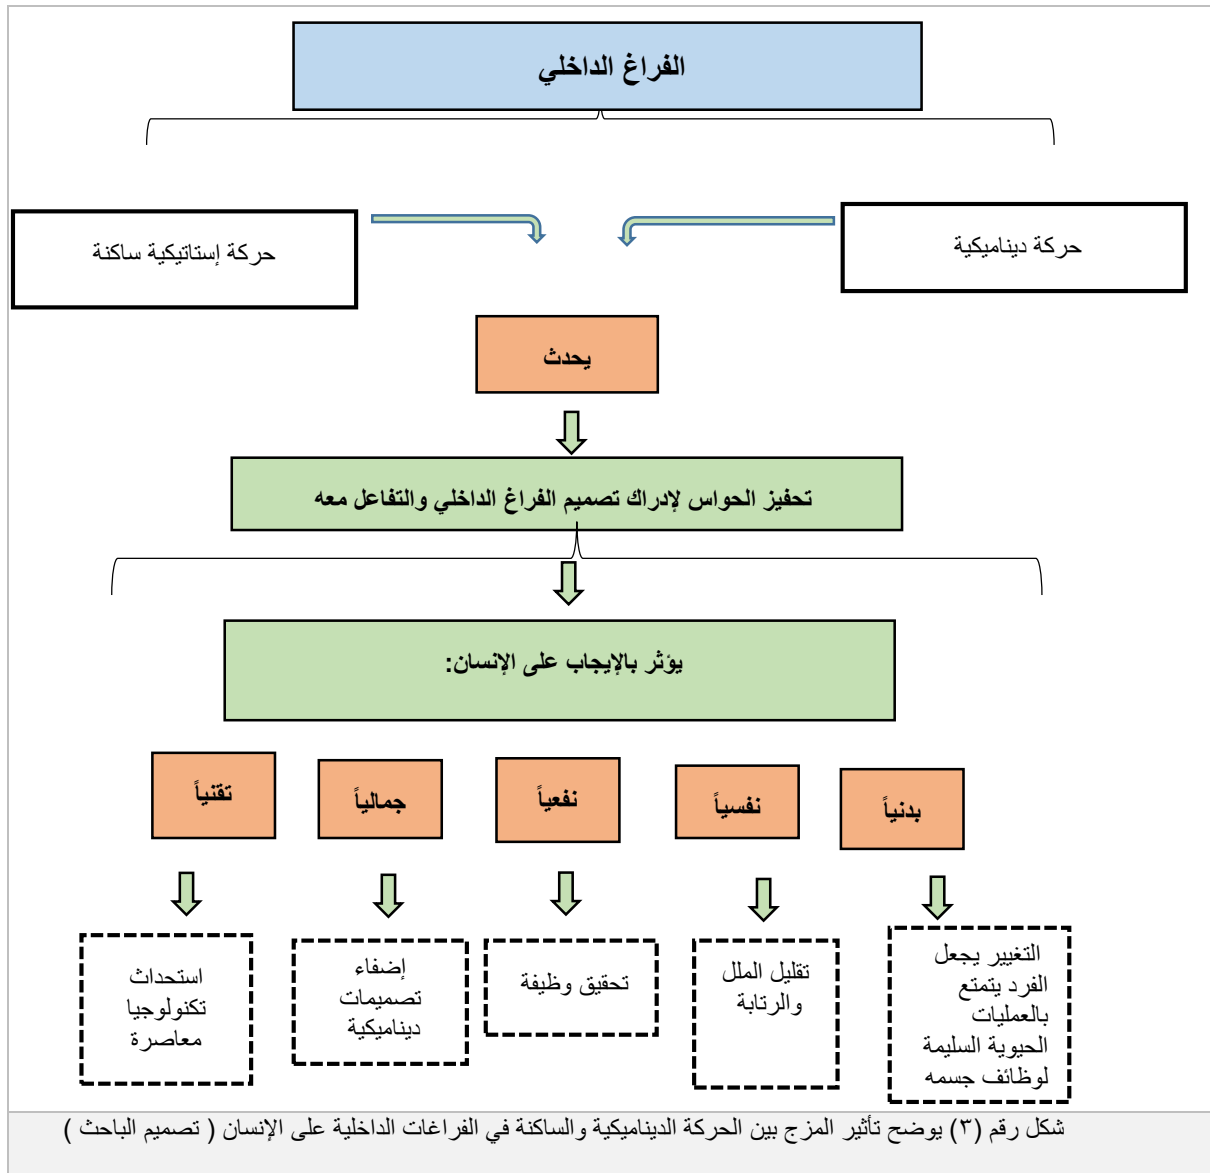 الفراغ الداخلي
حركة ديناميكية
حركة إستاتيكية ساكنة
يحدث
تحفيز الحواس لإدراك تصميم الفراغ الداخلي والتفاعل معه
يؤثر بالإيجاب على الإنسان:
بدنياً
نفسياً
نفعياً
جمالياً
تقنياً
التغيير يجعل
الفرد يتمتع
بالعمليات
الحيوية السليمة
لوظائف جسمه
تقليل الملل
والرتابة
تحقيق وظيفة
إضفاء
تصميمات
ديناميكية
استحداث
تكنولوجيا
معاصرة
شكل رقم (٣) يوضح تأثير المزج بين الحركة الديناميكية والساكنة في الفراغات الداخلية على الإنسان ( تصميم الباحث )